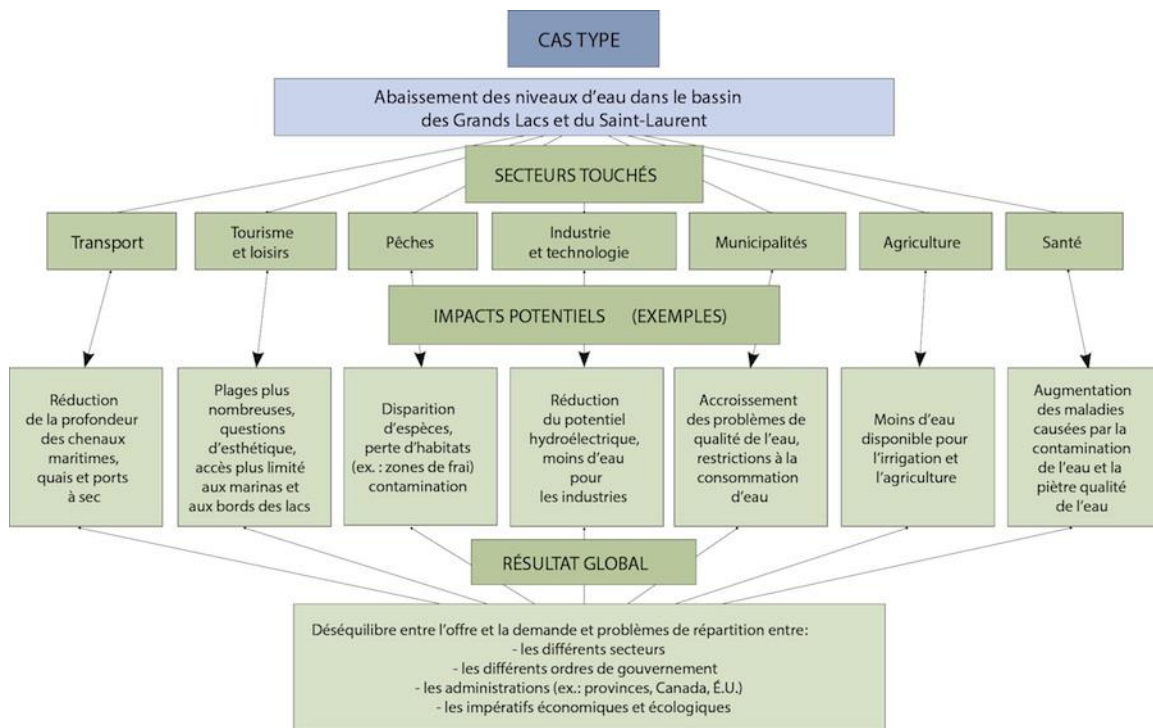 CAS TYPE
Abaissement des niveaux d'eau dans le bassin
des Grands Lacs et du Saint-Laurent
SECTEURS TOUCHÉS
Transport
Tourisme
et loisirs
Pêches
Industrie
et technologie
Municipalités
Agriculture
Santé
IMPACTS POTENTIELS (EXEMPLES)
Réduction
de la profondeur
des chenaux
maritimes,
quais et ports
à sec
Plages plus
nombreuses,
questions
d'esthétique,
accès plus limité
aux marinas et
aux bords des lacs
Disparition
d'espèces,
perte d'habitats
(ex. : zones de frai)
contamination
Réduction
du potentiel
hydroélectrique,
moins d'eau
pour
les industries
Accroissement
des problèmes de
qualité de l'eau,
restrictions à la
consommation
d'eau
Moins d'eau
disponible pour
l'irrigation et
l'agriculture
Augmentation
des maladies
causées par la
contamination
de l'eau et la
piètre qualité
de l'eau
RÉSULTAT GLOBAL
Déséquilibre entre l'offre et la demande et problèmes de répartition entre:
- les différents secteurs
- les différents ordres de gouvernement
- les administrations (ex.: provinces, Canada, É.U.)
- les impératifs économiques et écologiques